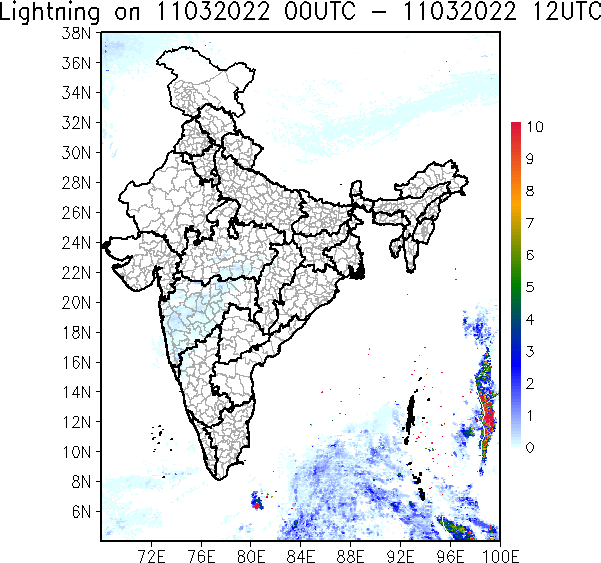 Lightning on 11032022 00UTC – 11032022 12UTC
38N
36N
34N
32N
30N
28N
26N
24N
22N
20N
18N
16N
14N
12N
10N
8N
6N
72E 76E 80E 84E 88E 92E 96E 100E
10
9
8
7
6
5
4
3
2
1
0